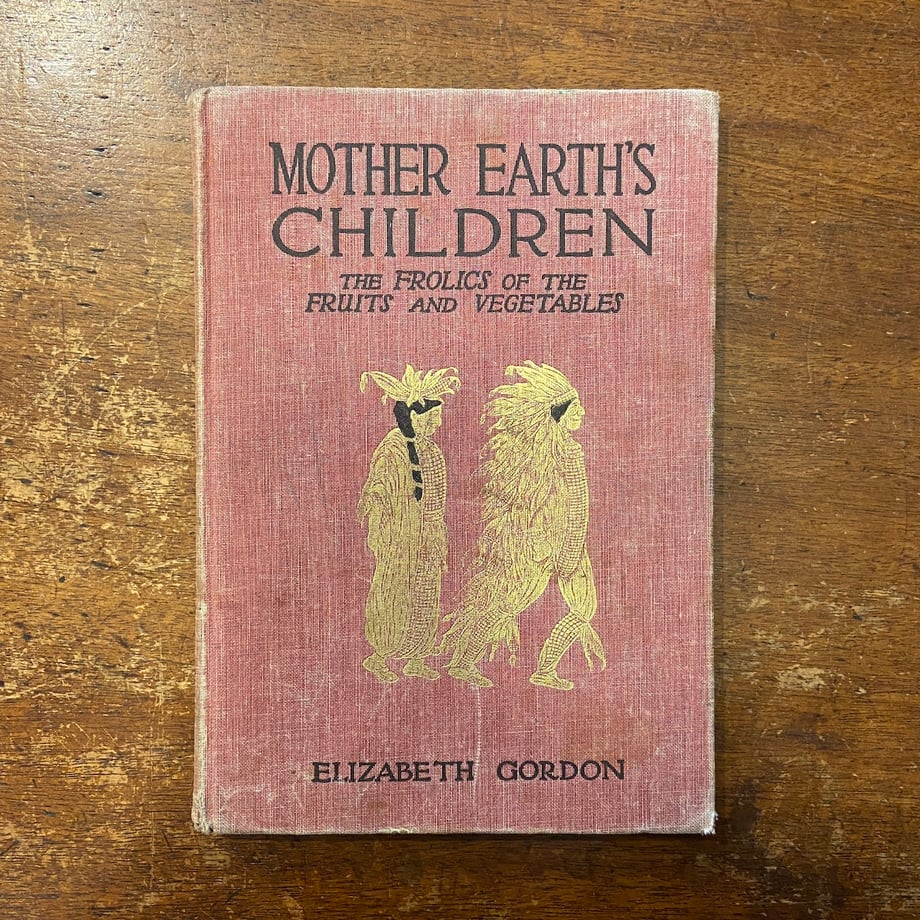 MOTHER EARTH'S
CHILDREN
THE FROLICS OF THE
FRUITS AND VEGETABLES
ELIZABETH GORDON